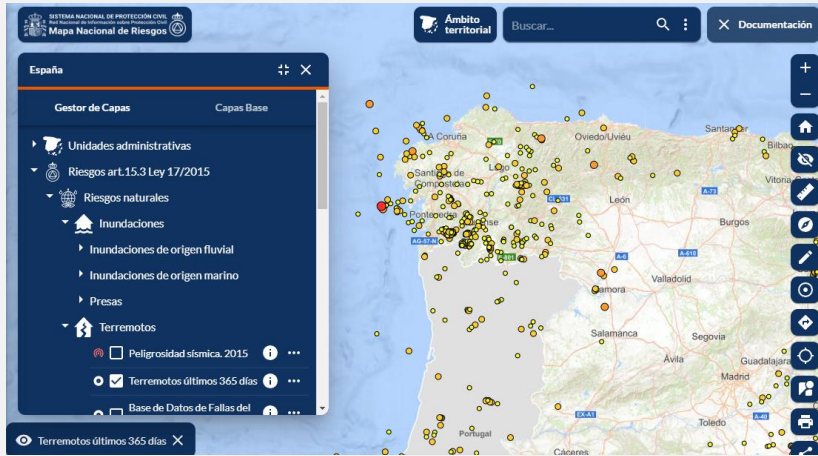 SISTEMA NACIONAL DE PROTECCIÓN CIVIL
Red Nacional de Información sobre Protección Civil
Mapa Nacional de Riesgos
Ámbito
territorial
Buscar...
Documentación
España
Gestor de Capas
Capas Base
Unidades administrativas
Riesgos art.15.3 Ley 17/2015
Riesgos naturales
Inundaciones
Inundaciones de origen fluvial
Inundaciones de origen marino
Presas
Terremotos
Peligrosidad sísmica. 2015
Terremotos últimos 365 días
Base de Datos de Fallas del
Terremotos últimos 365 días
A Coruña
Oviedo/Uviéu
Santander
Bilbao
Santiago de
Compostela
Lugo
León
A-73
Vitoria
Pontevedra
Burgos
AG-57-N
A-6
A-610
Valladolid
Zamora
Salamanca
Segovia
Ávila
Guadalajara
Madrid
EX-A1
Toledo
A-40
Portugal
Cáceres